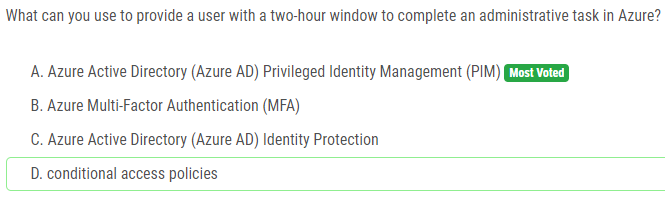 What can you use to provide a user with a two-hour window to complete an administrative task in Azure?
A. Azure Active Directory (Azure AD) Privileged Identity Management (PIM) Most Voted
B. Azure Multi-Factor Authentication (MFA)
C. Azure Active Directory (Azure AD) Identity Protection
D. conditional access policies